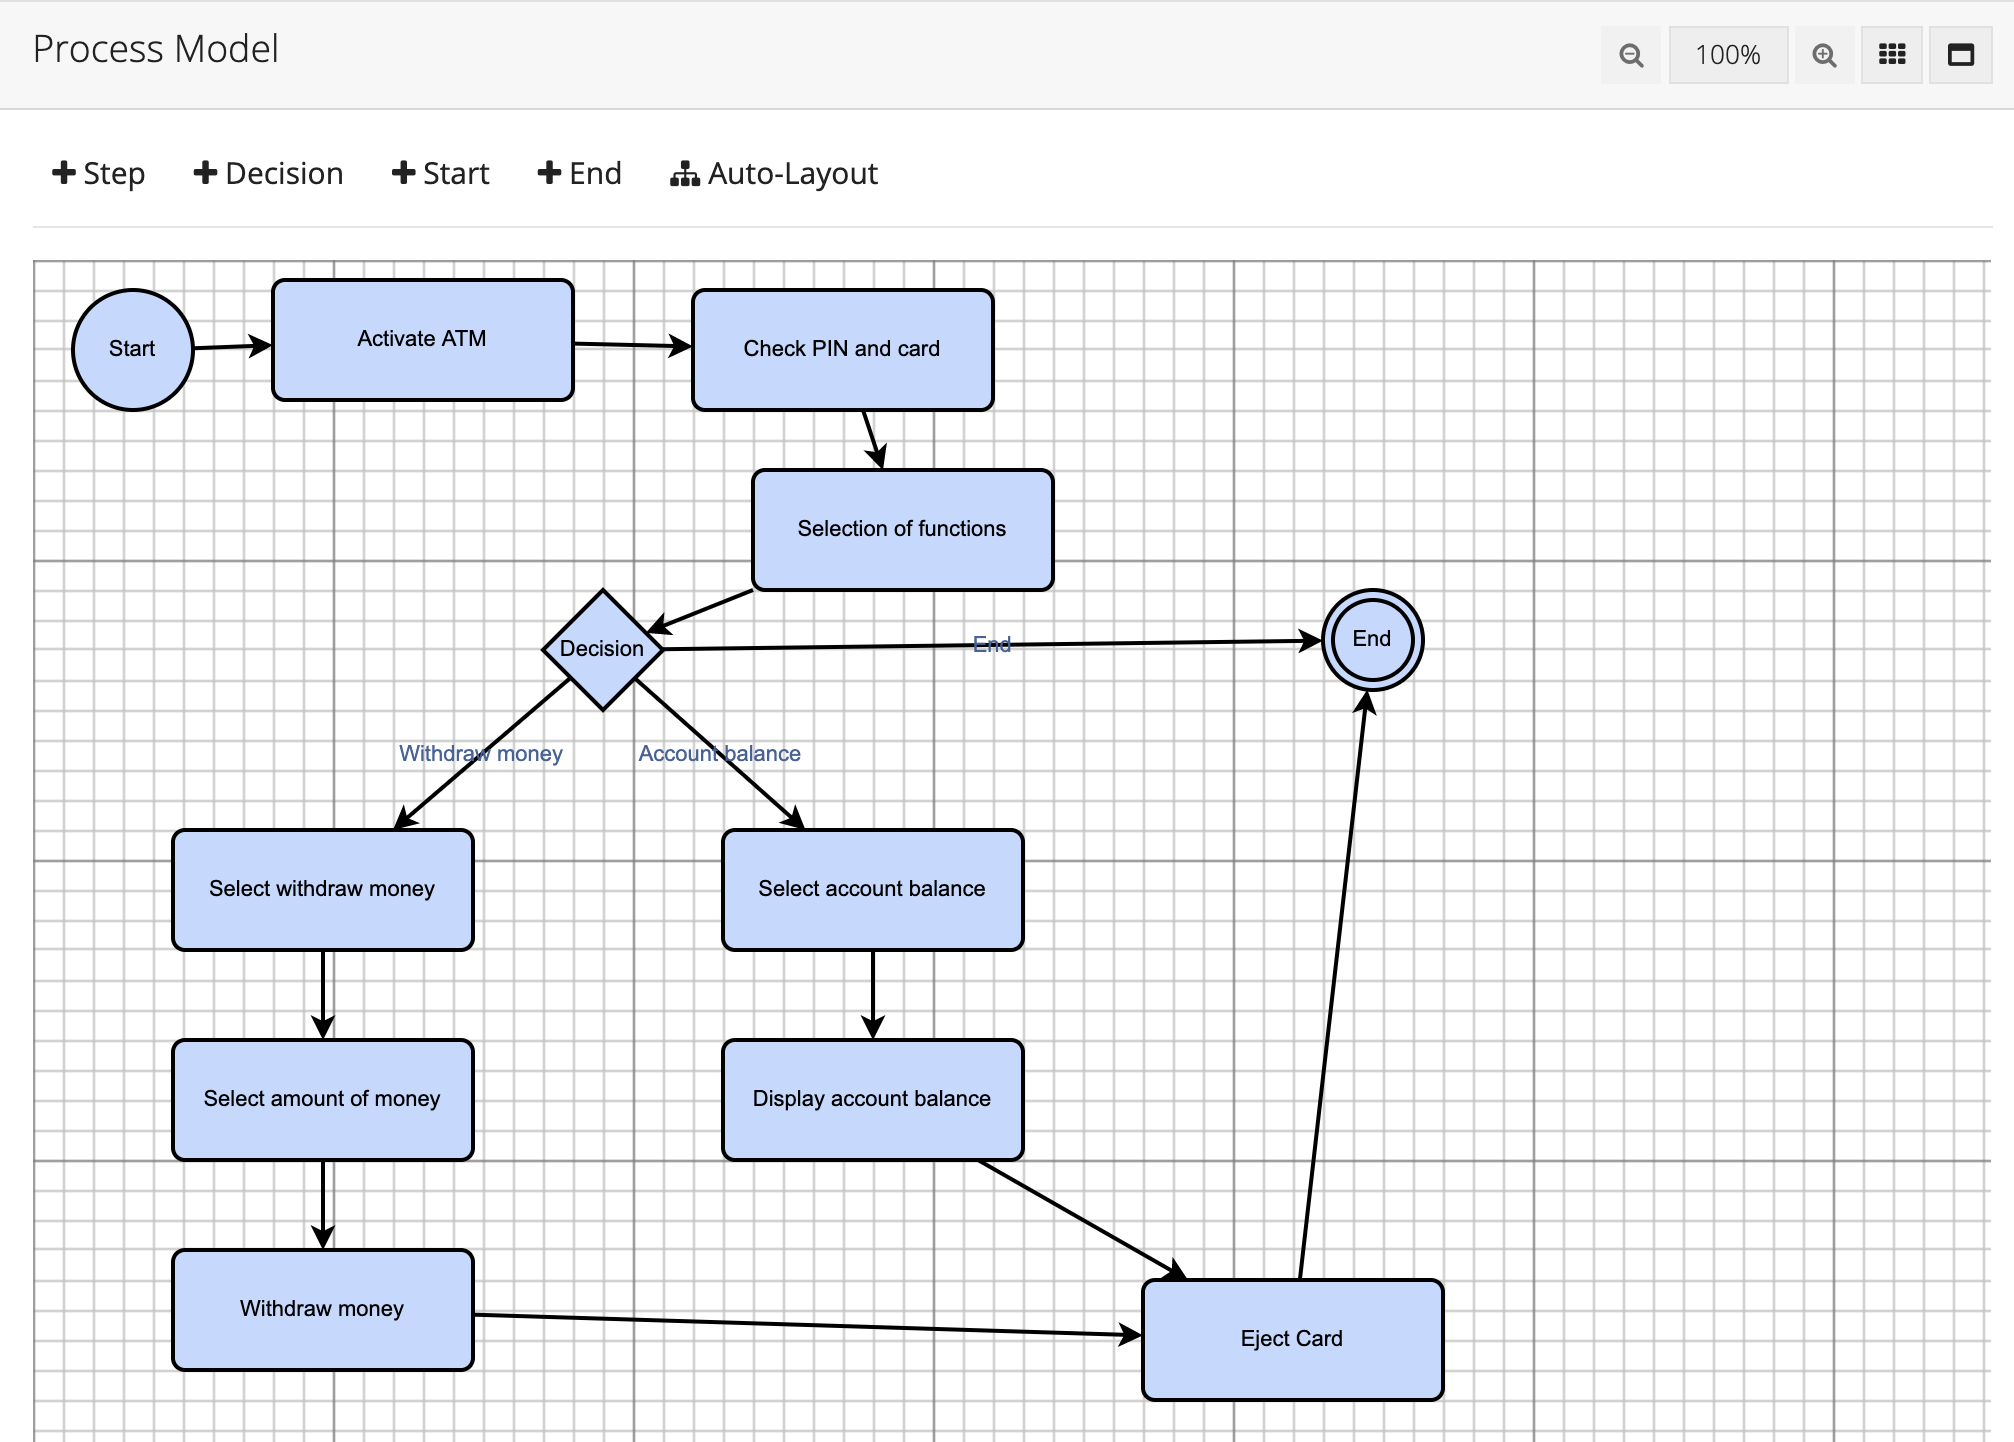 Process Model
100%
Step
Decision
Start
End
Auto-Layout
Start
Activate ATM
Check PIN and card
Selection of functions
Decision
End
End
Withdraw money
Account balance
Select withdraw money
Select account balance
Select amount of money
Display account balance
Withdraw money
Eject Card